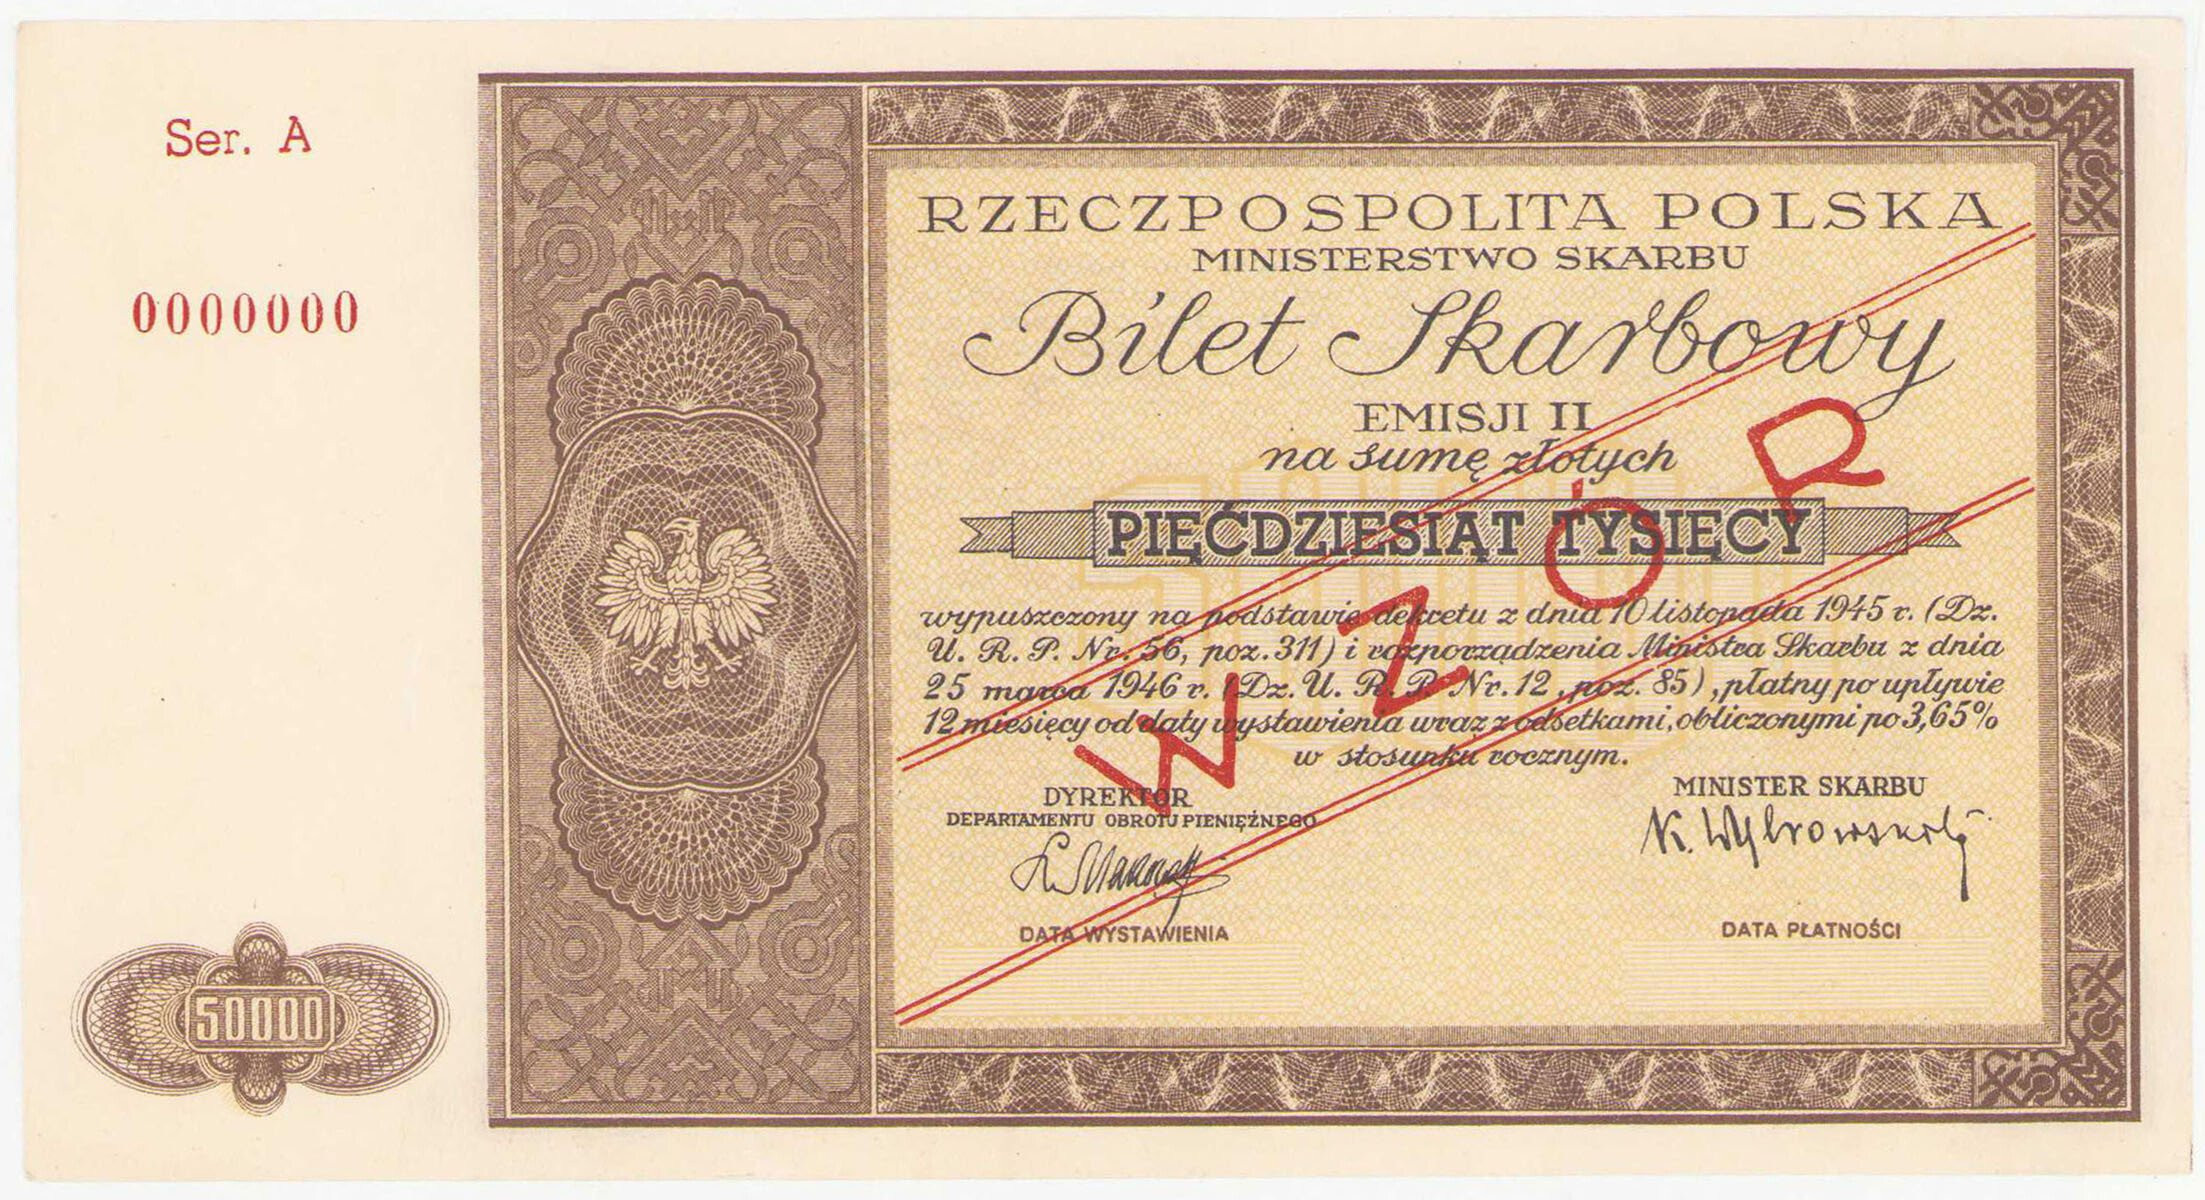 Ser. A
0000000
50000
RZECZPOSPOLITA POLSKA
MINISTERSTWO SKARBU
Bilet Skarbowy
EMISJI II
na sumę złotych
PIĘĆDZIESIĄT TYSIĘCY
wypuszczony na podstawie dekretu z dnia 10 listopada 1945 r. (Dz.
U. R. P. Nr. 56, poz. 311) i rozporządzenia Ministra Skarbu z dnia
25 marca 1946 r. (Dz. U. R. P. Nr. 12, poz. 85), płatny po upływie
12 miesięcy od daty wystawienia wraz z odsetkami, obliczonymi po 3,65%
w stosunku rocznym.
WZÓR
DYREKTOR
DEPARTAMENTU OBROTU PIENIĘŻNEGO
MINISTER SKARBU
DATA WYSTAWIENIA
DATA PŁATNOŚCI